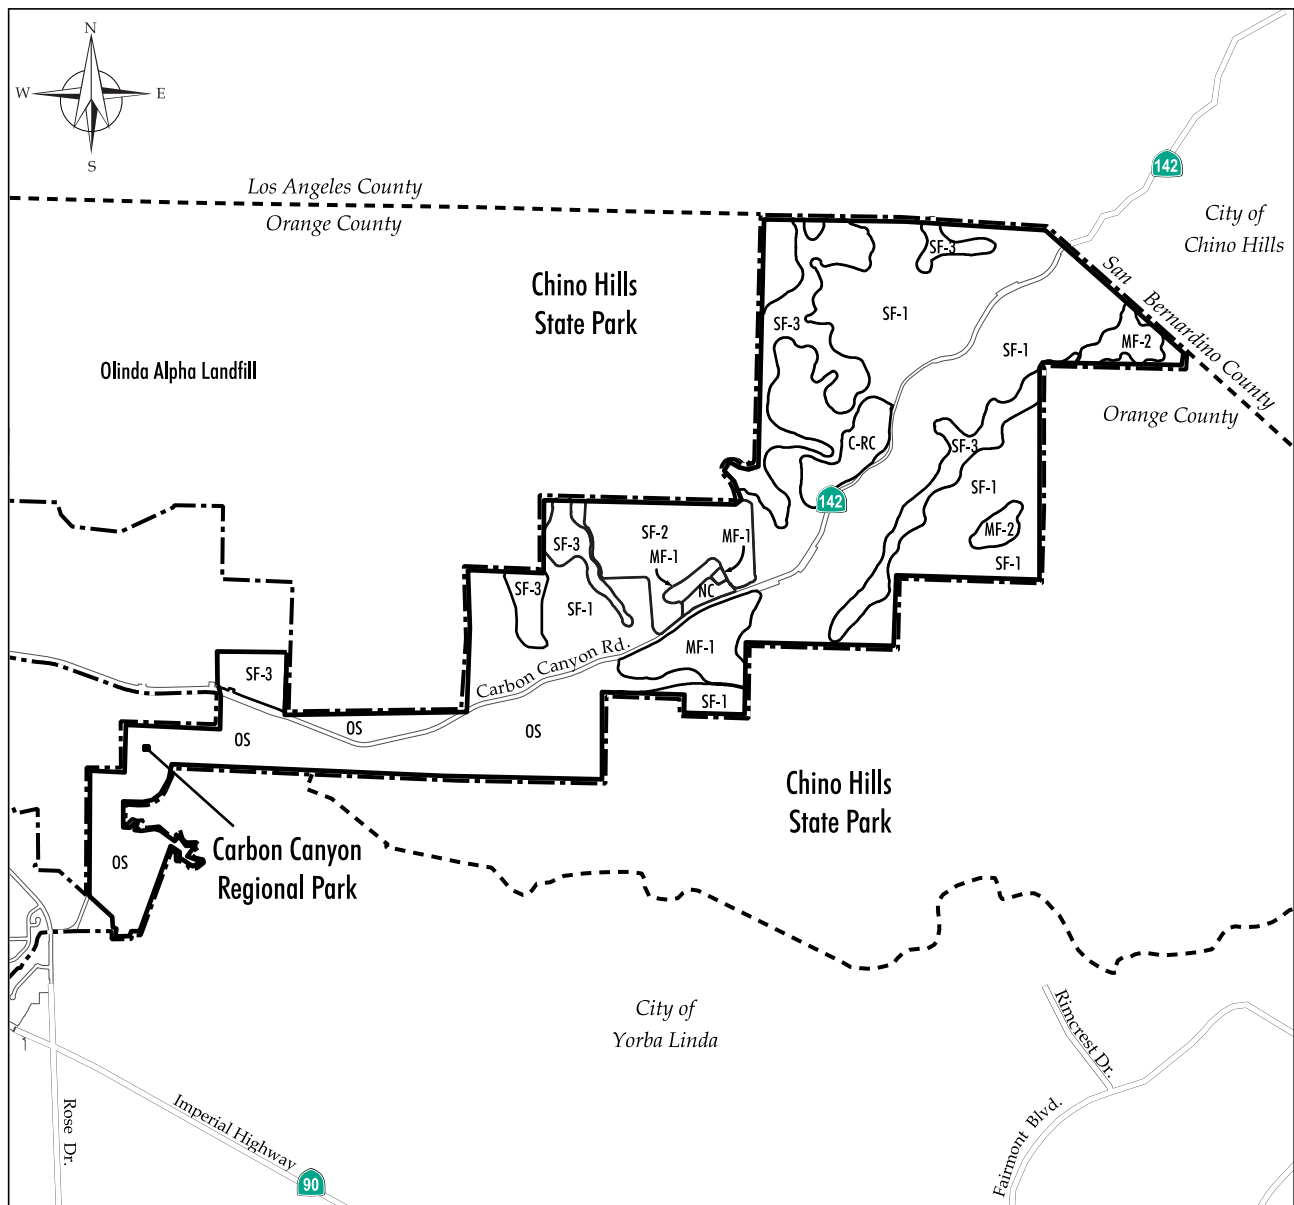 N
W
E
S
142
Los Angeles County
Orange County
City of
Chino Hills
SF-3
San Bernardino County
Chino Hills
State Park
SF-1
SF-3
SF-1
MF-2
Olinda Alpha Landfill
Orange County
C-RC
SF-3
SF-1
142
MF-2
SF-2
MF-1
SF-3
MF-1
SF-1
SF-3
NC
SF-1
Carbon Canyon Rd.
MF-1
SF-3
SF-1
OS
OS
OS
Chino Hills
State Park
Carbon Canyon
Regional Park
OS
City of
Yorba Linda
Rimcrest Dr.
Fairmont Blvd.
Rose Dr.
Imperial Highway
90